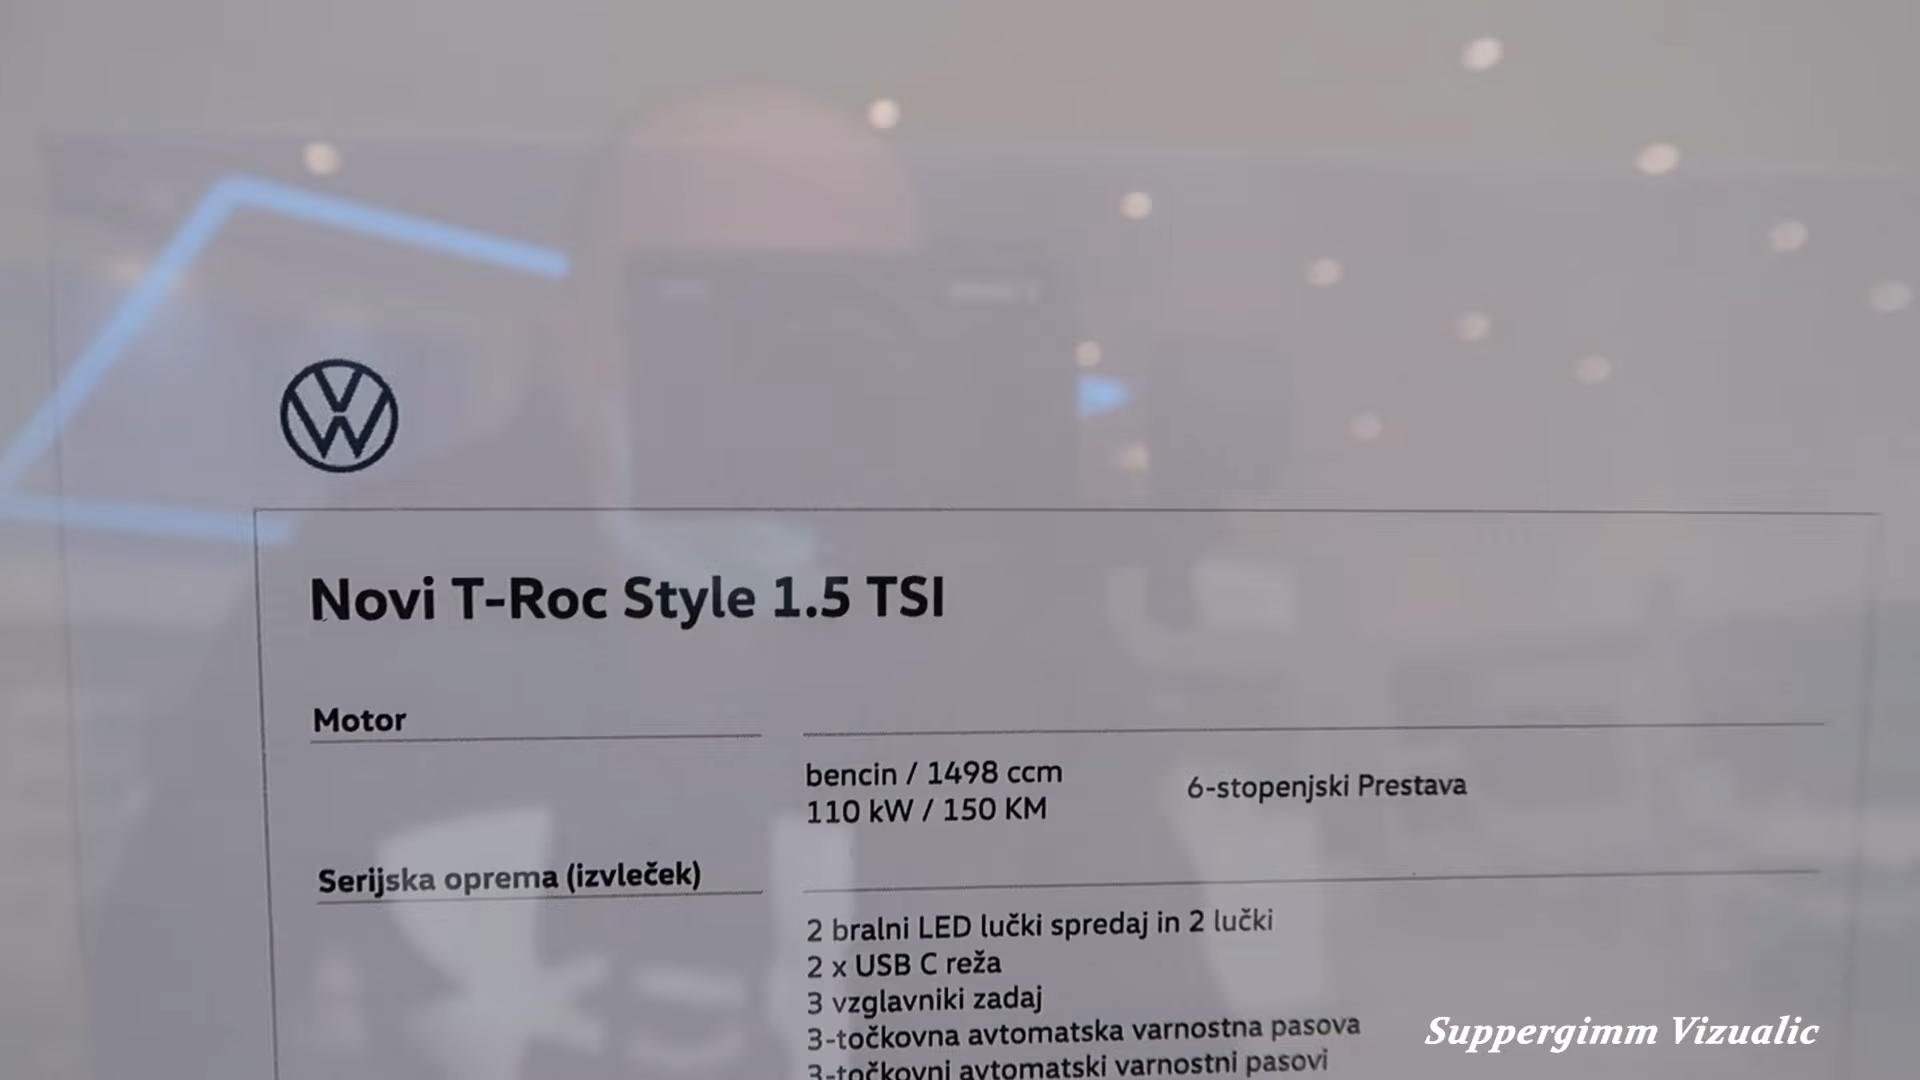 Novi T-Roc Style 1.5 TSI
Motor
bencin / 1498 ccm
110 kW / 150 KM
6-stopenjski Prestava
Serijska oprema (izvleček)
2 bralni LED lučki spredaj in 2 lučki
2 x USB C reža
3 vzglavniki zadaj
3-točkovna avtomatska varnostna pasova
3-točkovni avtomatski varnostni pasovi
Suppergimm Vizualic